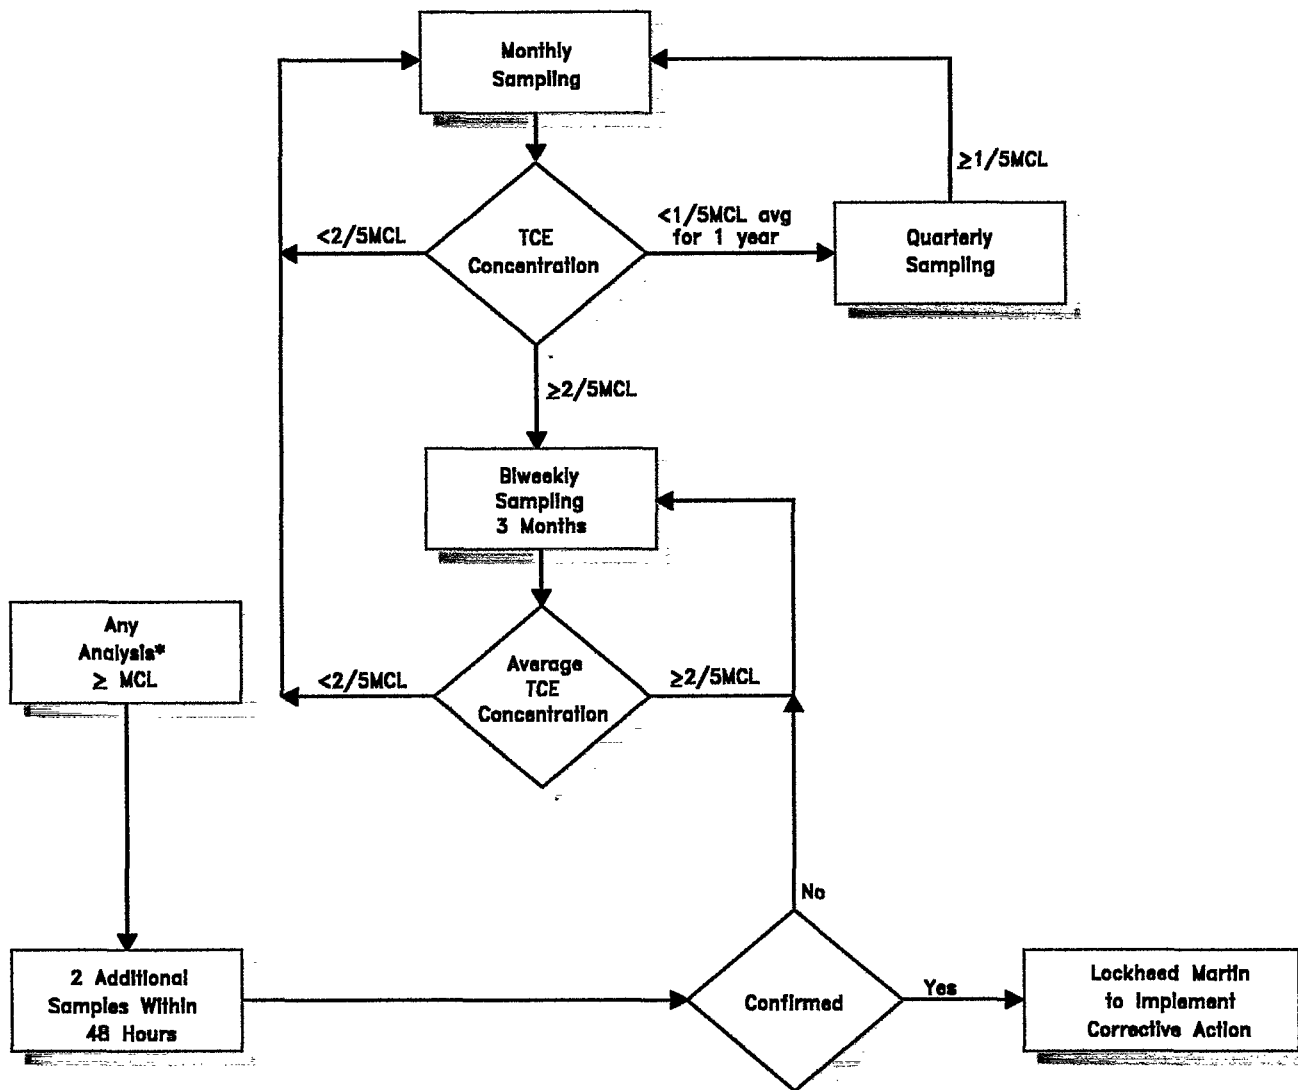 Monthly
Sampling
≥1/5MCL
<2/5MCL
TCE
Concentration
<1/5MCL avg
for 1 year
Quarterly
Sampling
≥2/5MCL
Biweekly
Sampling
3 Months
Any
Analysis*
≥ MCL
<2/5MCL
Average
TCE
Concentration
≥2/5MCL
No
2 Additional
Samples Within
48 Hours
Confirmed
Yes
Lockheed Martin
to Implement
Corrective Action